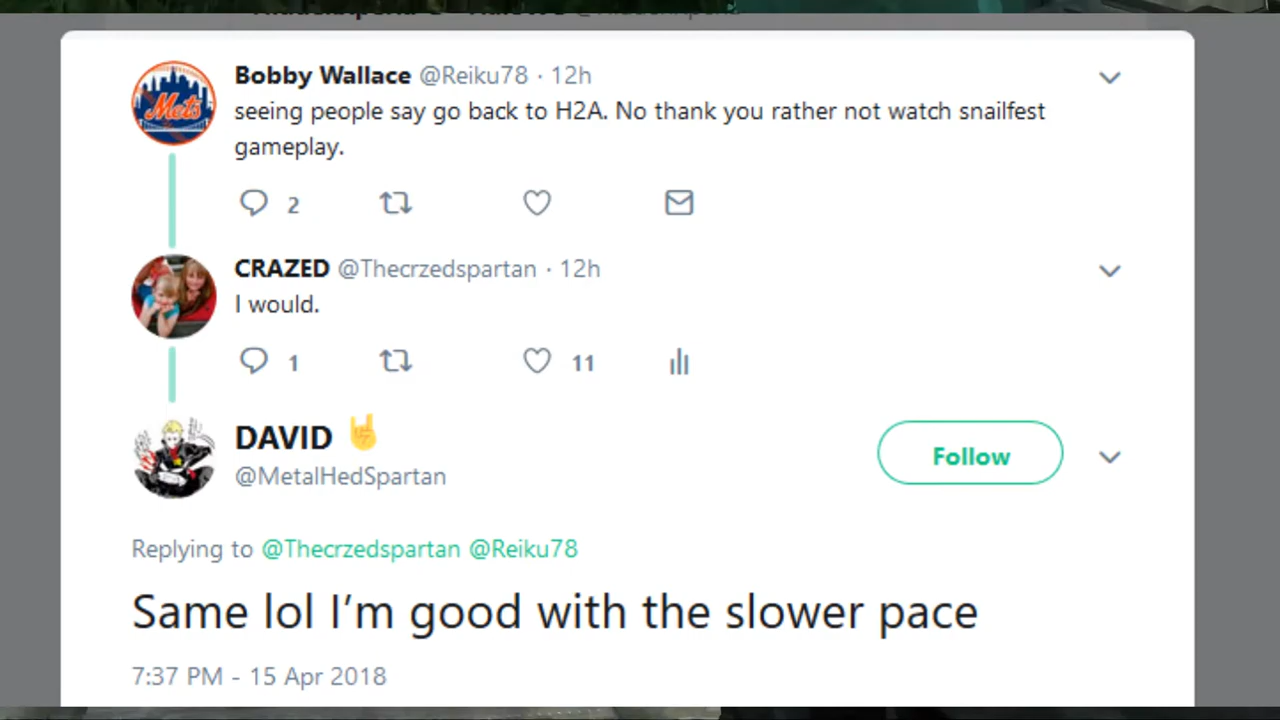 Bobby Wallace @Reiku78 · 12h
seeing people say go back to H2A. No thank you rather not watch snailfest
gameplay.
2
CRAZED @Thecrzedspartan · 12h
I would.
1 11
DAVID 🤘
@MetalHedSpartan
Follow
Replying to @Thecrzedspartan @Reiku78
Same lol I’m good with the slower pace
7:37 PM - 15 Apr 2018
Mets